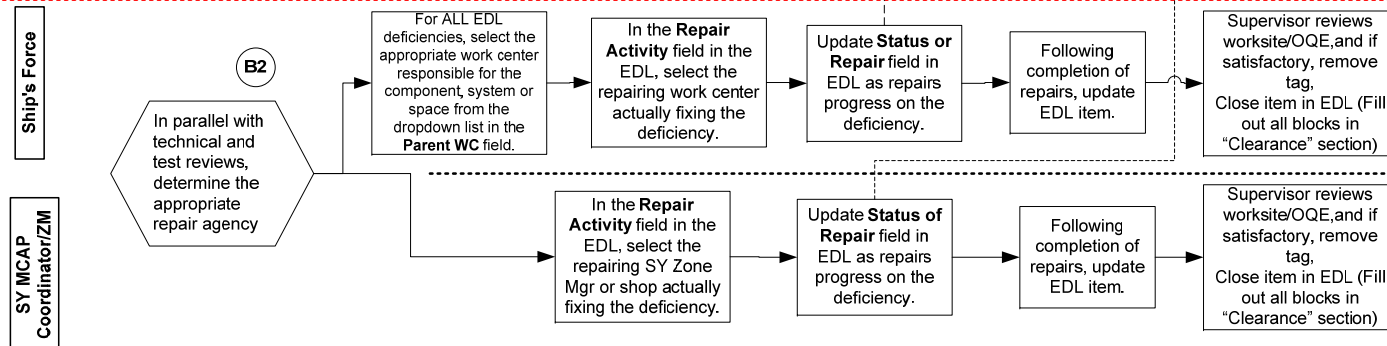 Ship's Force
B2
In parallel with
technical and
test reviews,
determine the
appropriate
repair agency
For ALL EDL
deficiencies, select the
appropriate work center
responsible for the
component, system or
space from the
dropdown list in the
Parent WC field.
In the Repair
Activity field in the
EDL, select the
repairing work center
actually fixing the
deficiency.
Update Status or
Repair field in
EDL as repairs
progress on the
deficiency.
Following
completion of
repairs, update
EDL item.
Supervisor reviews
worksite/OQE,and if
satisfactory, remove
tag,
Close item in EDL (Fill
out all blocks in
“Clearance” section)
SY MCAP
Coordinator/ZM
In the Repair
Activity field in the
EDL, select the
repairing SY Zone
Mgr or shop actually
fixing the deficiency.
Update Status of
Repair field in
EDL as repairs
progress on the
deficiency.
Following
completion of
repairs, update
EDL item.
Supervisor reviews
worksite/OQE,and if
satisfactory, remove
tag,
Close item in EDL (Fill
out all blocks in
“Clearance” section)